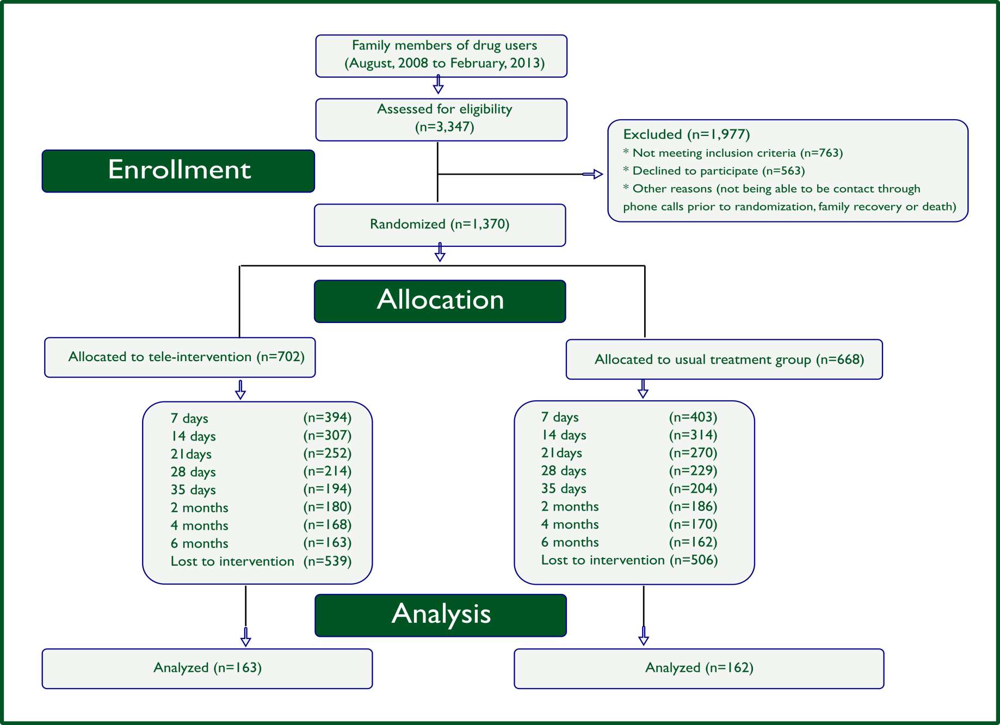 Family members of drug users
(August, 2008 to February, 2013)
Assessed for eligibility
(n=3,347)
Excluded (n=1,977)
* Not meeting inclusion criteria (n=763)
* Declined to participate (n=563)
* Other reasons (not being able to be contact through
phone calls prior to randomization, family recovery or death)
Enrollment
Randomized (n=1,370)
Allocation
Allocated to tele-intervention (n=702)
Allocated to usual treatment group (n=668)
7 days (n=394)
14 days (n=307)
21days (n=252)
28 days (n=214)
35 days (n=194)
2 months (n=180)
4 months (n=168)
6 months (n=163)
Lost to intervention (n=539)
7 days (n=403)
14 days (n=314)
21days (n=270)
28 days (n=229)
35 days (n=204)
2 months (n=186)
4 months (n=170)
6 months (n=162)
Lost to intervention (n=506)
Analysis
Analyzed (n=163)
Analyzed (n=162)